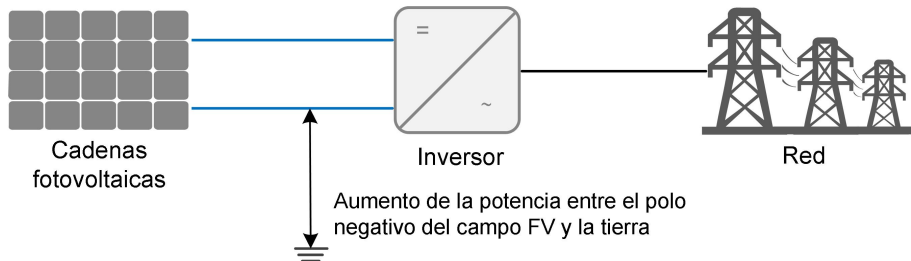 =
~
Cadenas
fotovoltaicas
Inversor
Red
Aumento de la potencia entre el polo
negativo del campo FV y la tierra